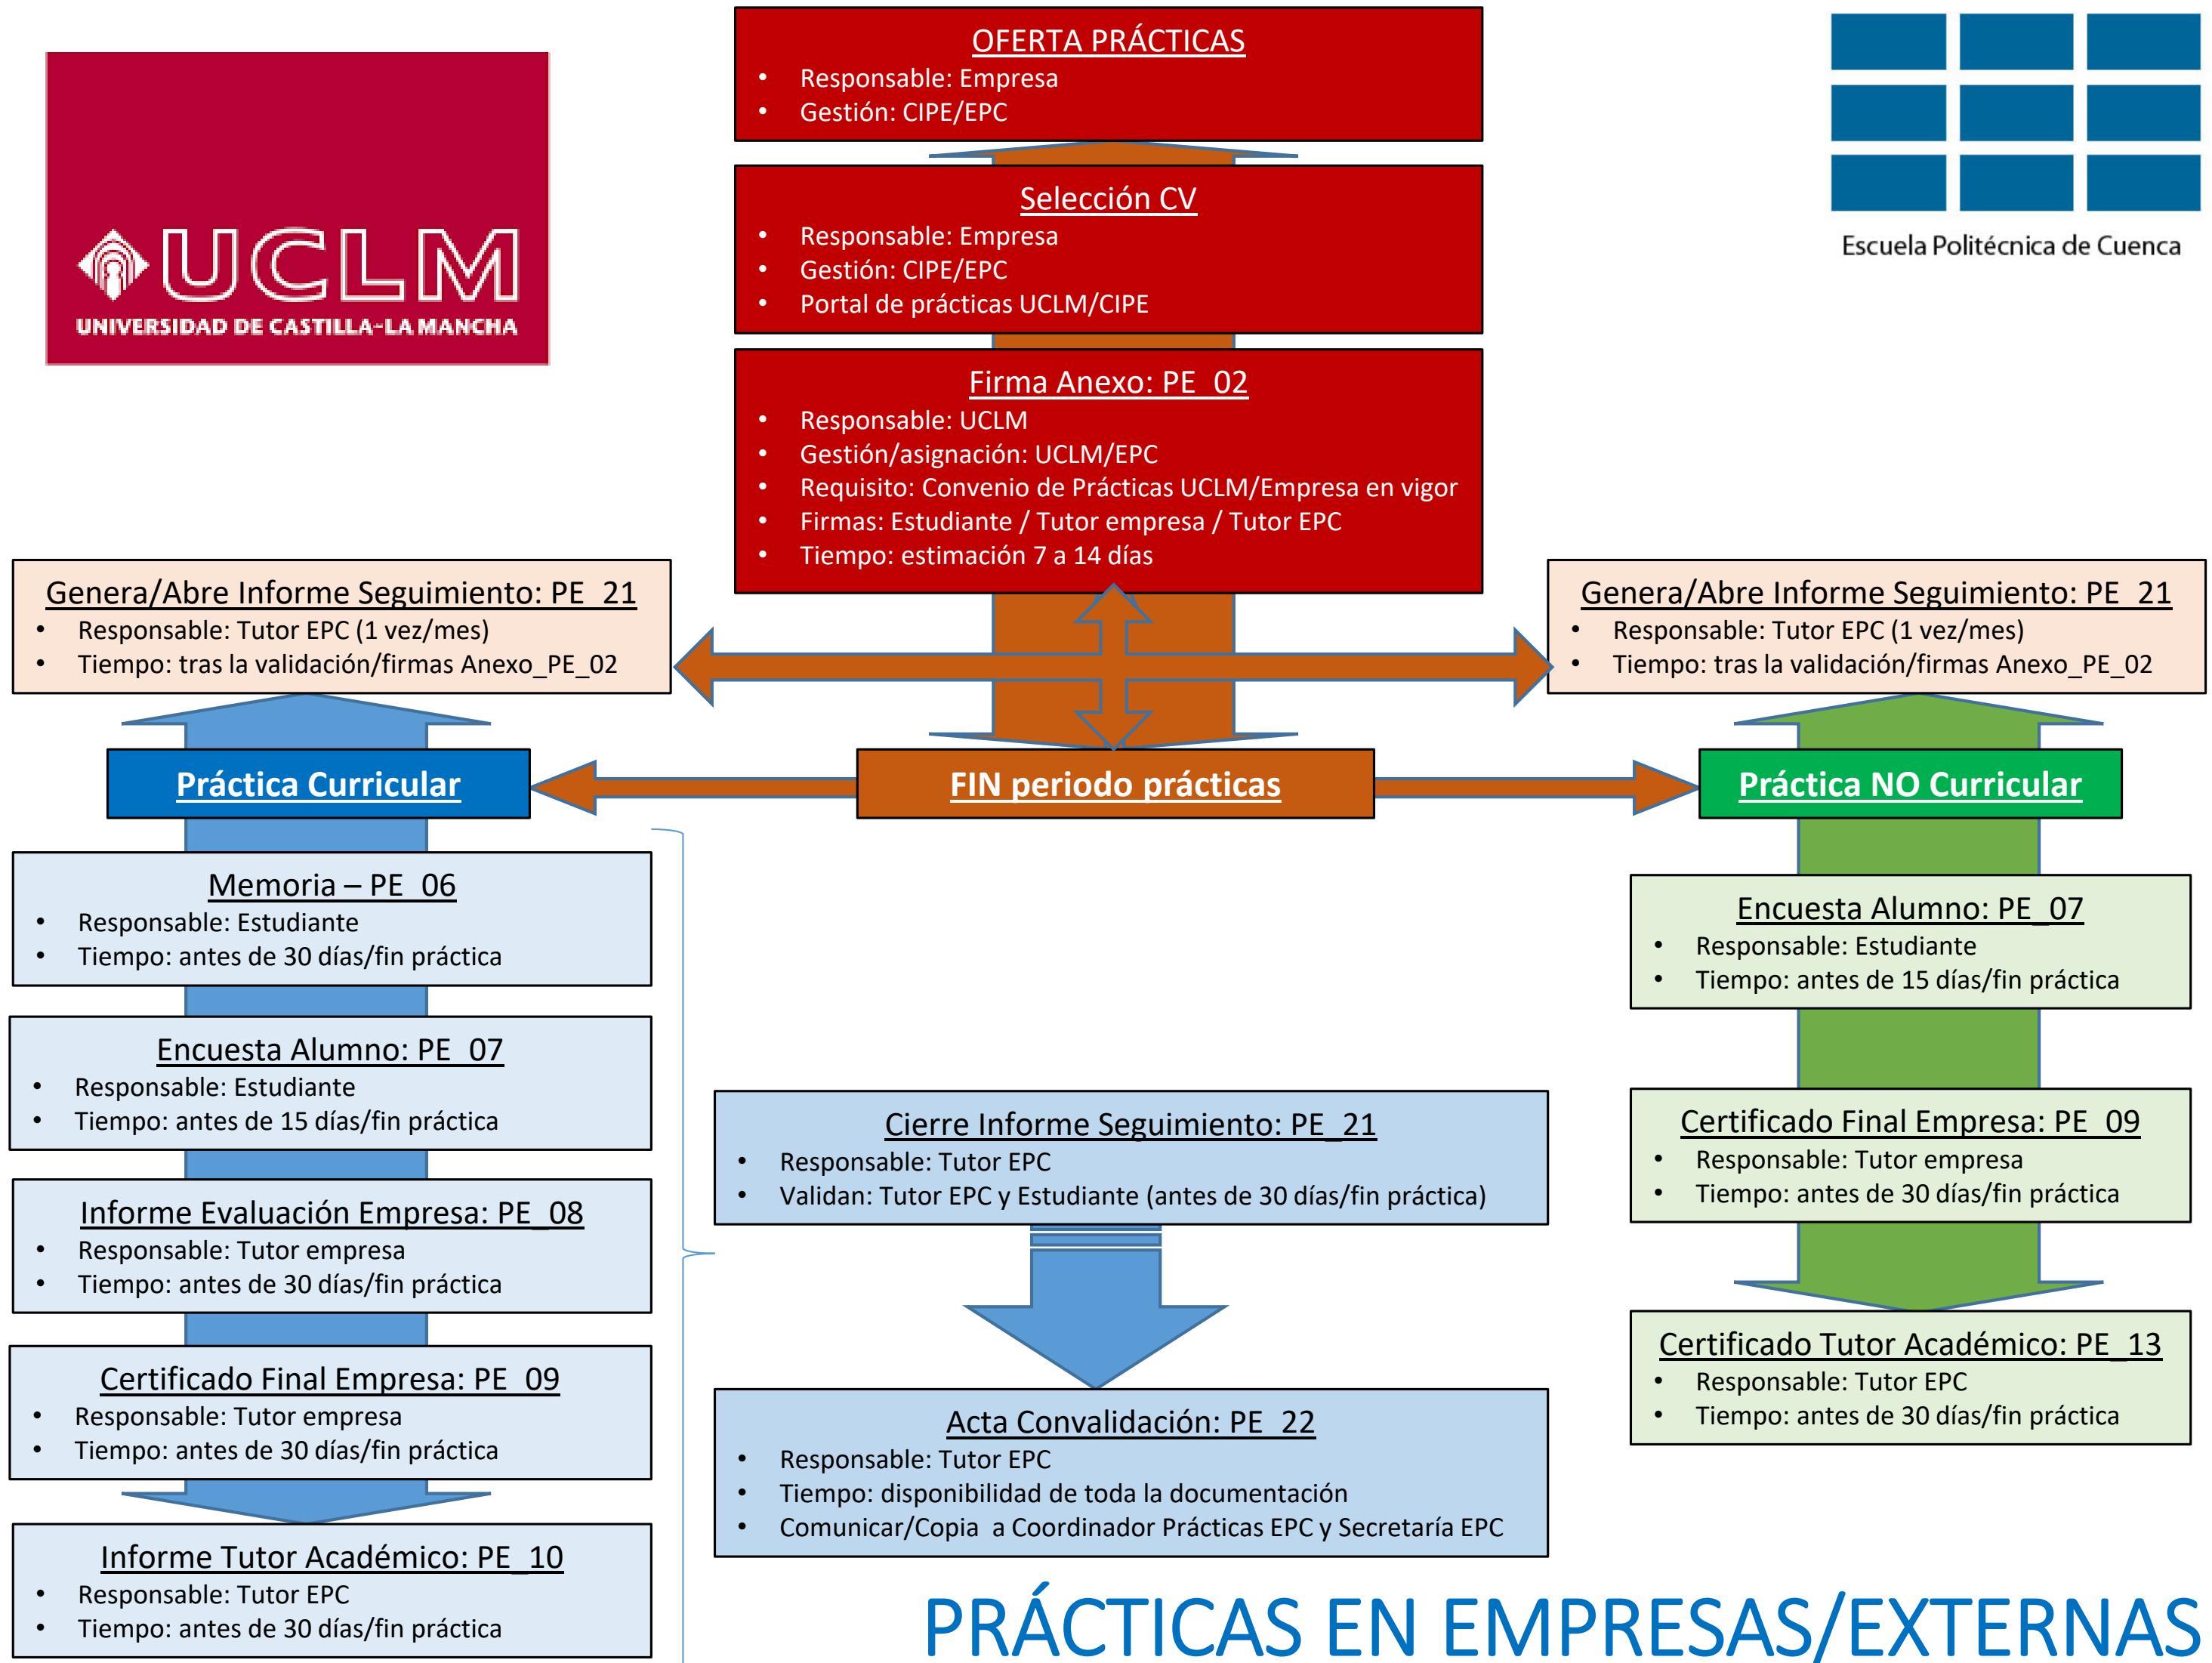 UCLM
UNIVERSIDAD DE CASTILLA-LA MANCHA
OFERTA PRÁCTICAS
• Responsable: Empresa
• Gestión: CIPE/EPC
Escuela Politécnica de Cuenca
Selección CV
• Responsable: Empresa
• Gestión: CIPE/EPC
• Portal de prácticas UCLM/CIPE
Firma Anexo: PE_02
• Responsable: UCLM
• Gestión/asignación: UCLM/EPC
• Requisito: Convenio de Prácticas UCLM/Empresa en vigor
• Firmas: Estudiante / Tutor empresa / Tutor EPC
• Tiempo: estimación 7 a 14 días
Genera/Abre Informe Seguimiento: PE_21
• Responsable: Tutor EPC (1 vez/mes)
• Tiempo: tras la validación/firmas Anexo_PE_02
Genera/Abre Informe Seguimiento: PE_21
• Responsable: Tutor EPC (1 vez/mes)
• Tiempo: tras la validación/firmas Anexo_PE_02
Práctica Curricular
FIN periodo prácticas
Práctica NO Curricular
Memoria – PE_06
• Responsable: Estudiante
• Tiempo: antes de 30 días/fin práctica
Encuesta Alumno: PE_07
• Responsable: Estudiante
• Tiempo: antes de 15 días/fin práctica
Informe Evaluación Empresa: PE_08
• Responsable: Tutor empresa
• Tiempo: antes de 30 días/fin práctica
Certificado Final Empresa: PE_09
• Responsable: Tutor empresa
• Tiempo: antes de 30 días/fin práctica
Informe Tutor Académico: PE_10
• Responsable: Tutor EPC
• Tiempo: antes de 30 días/fin práctica
Cierre Informe Seguimiento: PE_21
• Responsable: Tutor EPC
• Validan: Tutor EPC y Estudiante (antes de 30 días/fin práctica)
Acta Convalidación: PE_22
• Responsable: Tutor EPC
• Tiempo: disponibilidad de toda la documentación
• Comunicar/Copia a Coordinador Prácticas EPC y Secretaría EPC
Encuesta Alumno: PE_07
• Responsable: Estudiante
• Tiempo: antes de 15 días/fin práctica
Certificado Final Empresa: PE_09
• Responsable: Tutor empresa
• Tiempo: antes de 30 días/fin práctica
Certificado Tutor Académico: PE_13
• Responsable: Tutor EPC
• Tiempo: antes de 30 días/fin práctica
PRÁCTICAS EN EMPRESAS/EXTERNAS